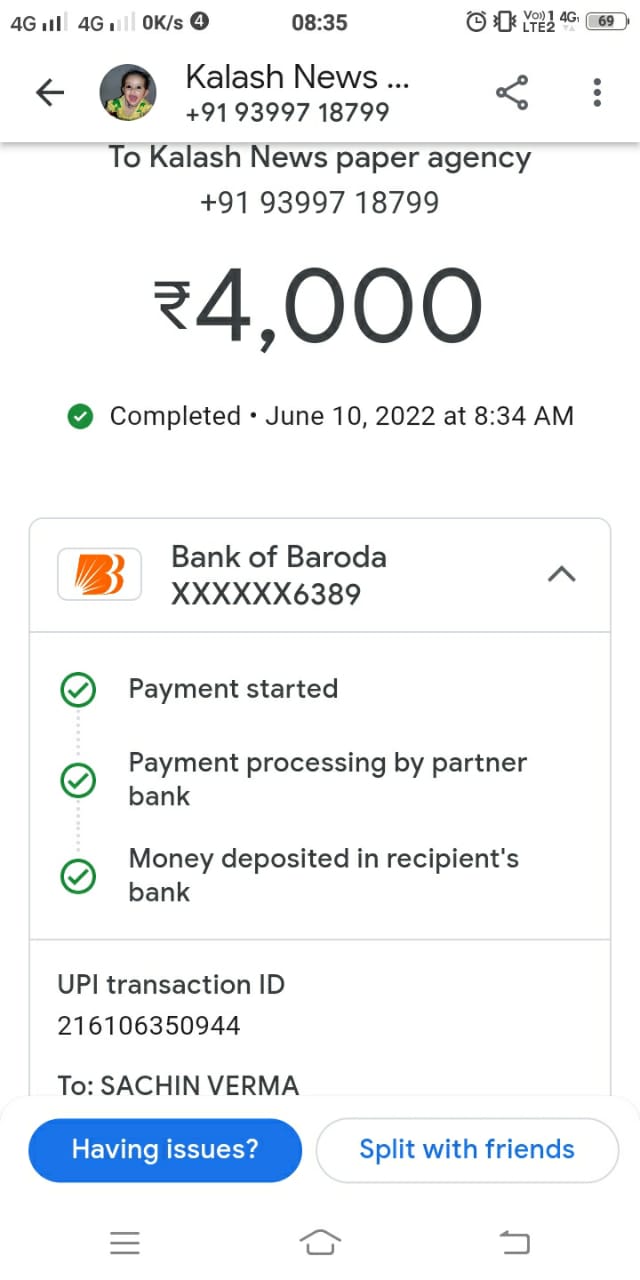 4G 4G 0K/s 4 08:35 Vo)) 1 4G 69
LTE2
Kalash News ...
+91 93997 18799
To Kalash News paper agency
+91 93997 18799
₹4,000
Completed • June 10, 2022 at 8:34 AM
Bank of Baroda
XXXXXX6389
Payment started
Payment processing by partner
bank
Money deposited in recipient's
bank
UPI transaction ID
216106350944
To: SACHIN VERMA
Having issues? Split with friends